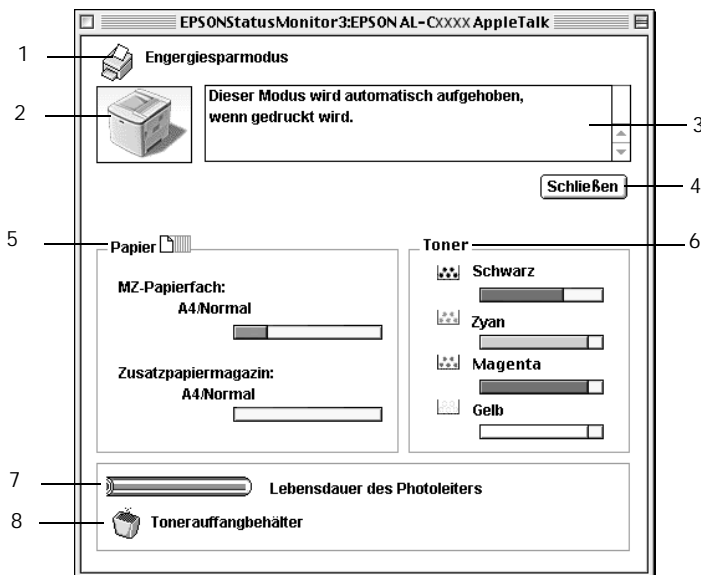 EPSONStatusMonitor3:EPSON AL-CXXXX AppleTalk
1
Engergiesparmodus
2
Dieser Modus wird automatisch aufgehoben,
wenn gedruckt wird.
3
Schließen
4
5
Papier
Toner
6
MZ-Papierfach:
A4/Normal
Zusatzpapiermagazin:
A4/Normal
Schwarz
Zyan
Magenta
Gelb
7
Lebensdauer des Photoleiters
8
Tonerauffangbehälter